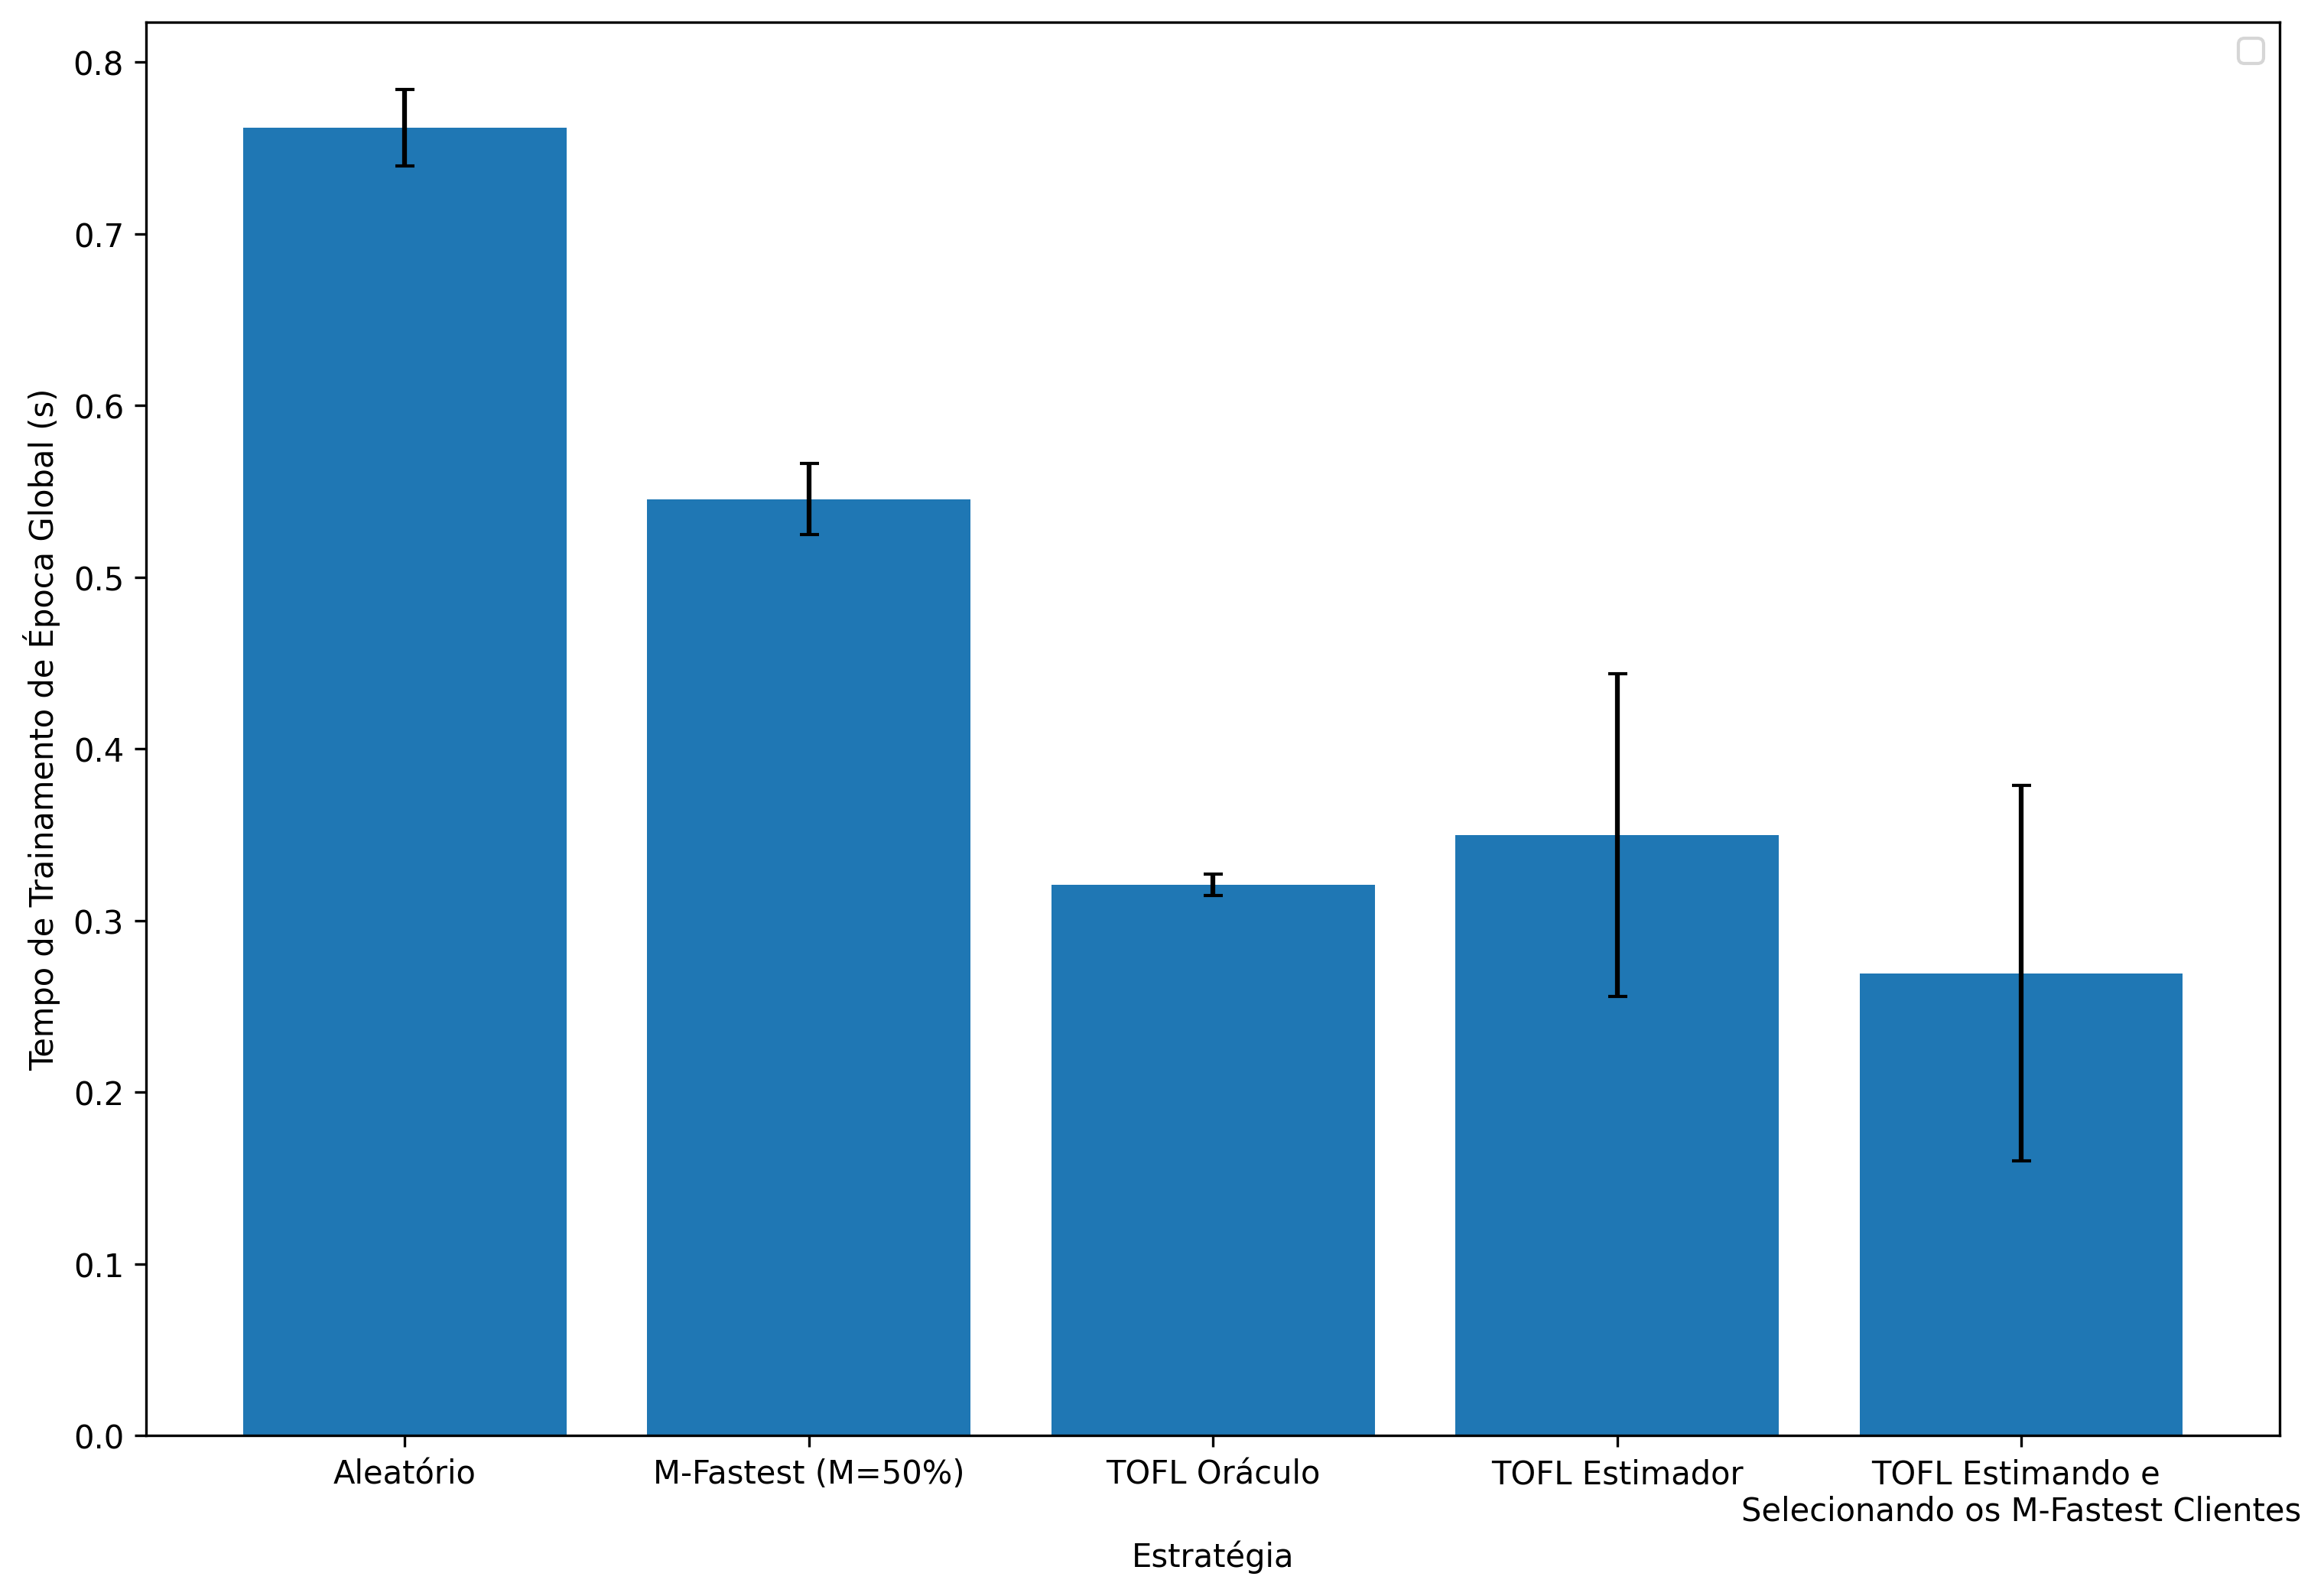 Tempo de Trainamento de Época Global (s)
0.8
0.7
0.6
0.5
0.4
0.3
0.2
0.1
0.0
Aleatório
M-Fastest (M=50%)
TOFL Oráculo
TOFL Estimador
TOFL Estimando e
Selecionando os M-Fastest Clientes
Estratégia